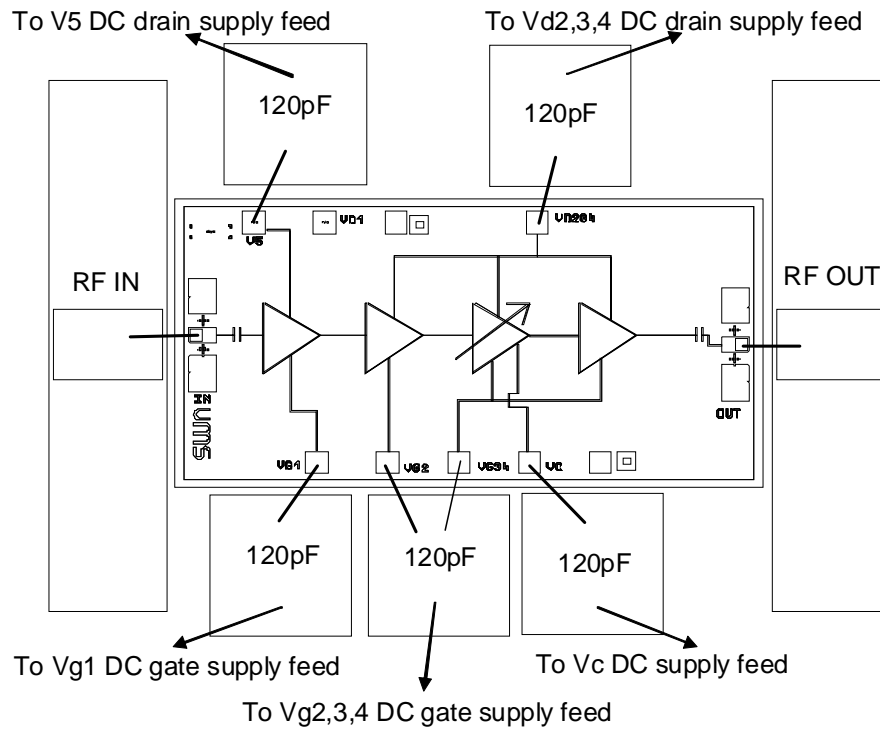 To V5 DC drain supply feed
To Vd2,3,4 DC drain supply feed
120pF
120pF
V5
VD1
VD234
RF IN
RF OUT
IN
UMS
OUT
VG1
VG2
VG34
VC
120pF
120pF
120pF
To Vg1 DC gate supply feed
To Vc DC supply feed
To Vg2,3,4 DC gate supply feed